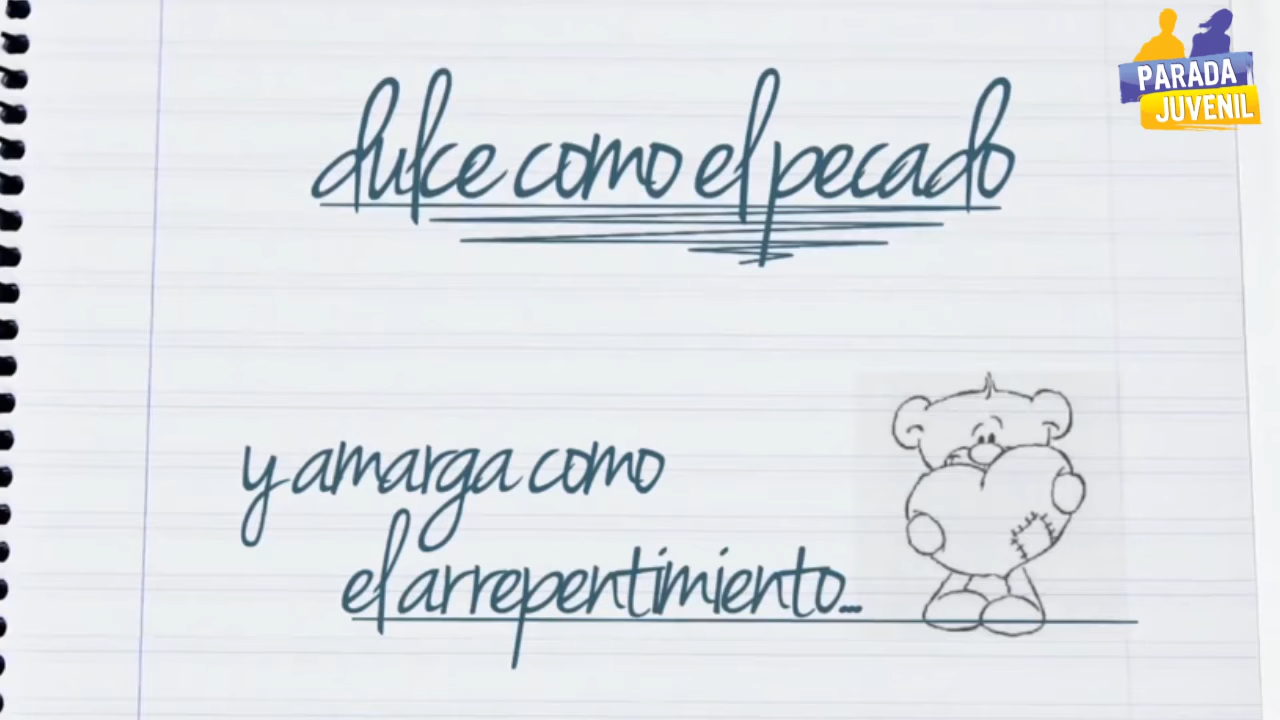 PARADA
JUVENIL
dulce como el pecado
y amarga como
el arrepentimiento...